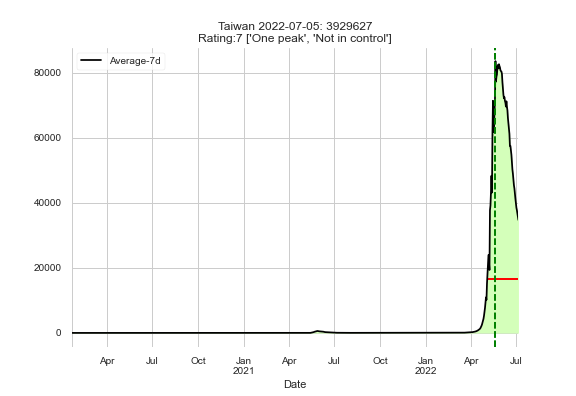 Taiwan 2022-07-05: 3929627
Rating:7 ['One peak', 'Not in control']
Average-7d
80000
60000
40000
20000
0
Apr Jul Oct Jan Apr Jul Oct Jan Apr Jul
2021 2022
Date